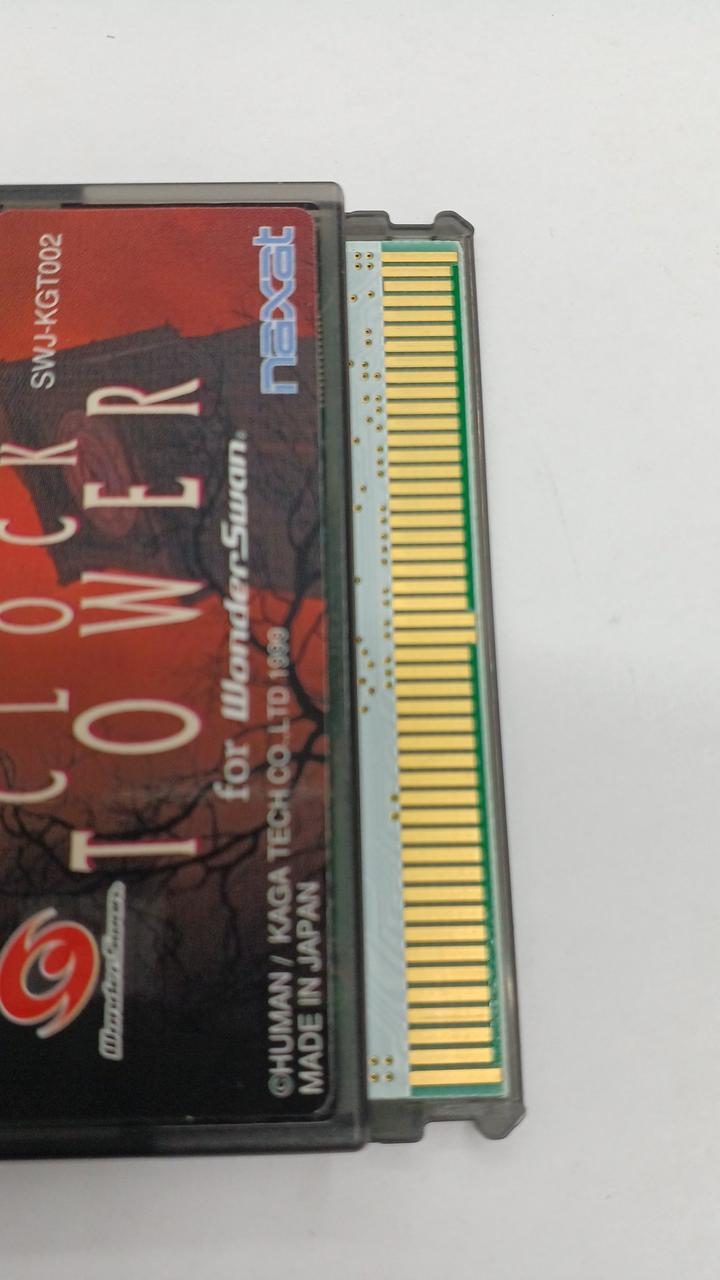 SWJ-KGT002
CLOCK
TOWER
for WonderSwan
naxat
WonderSwan
©HUMAN / KAGA TECH CO.,LTD 1999
MADE IN JAPAN